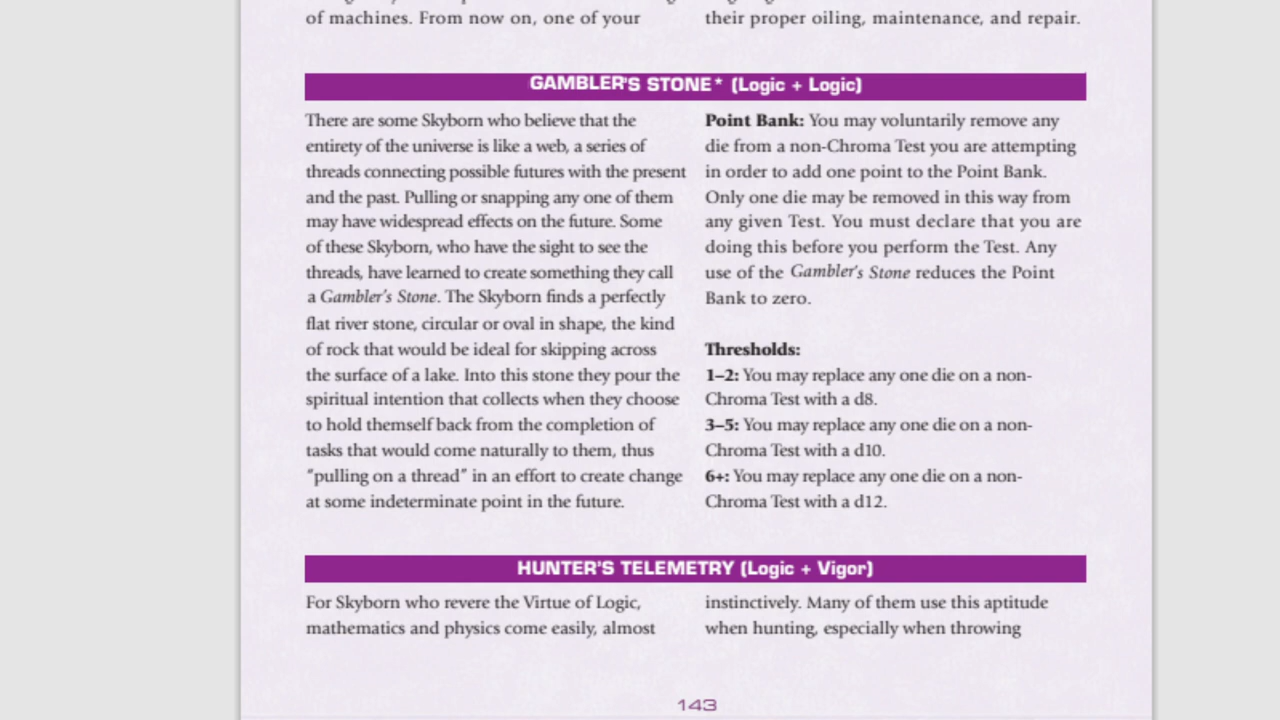 of machines. From now on, one of your
their proper oiling, maintenance, and repair.
GAMBLER'S STONE* (Logic + Logic)
There are some Skyborn who believe that the
entirety of the universe is like a web, a series of
threads connecting possible futures with the present
and the past. Pulling or snapping any one of them
may have widespread effects on the future. Some
of these Skyborn, who have the sight to see the
threads, have learned to create something they call
a Gambler's Stone. The Skyborn finds a perfectly
flat river stone, circular or oval in shape, the kind
of rock that would be ideal for skipping across
the surface of a lake. Into this stone they pour the
spiritual intention that collects when they choose
to hold themself back from the completion of
tasks that would come naturally to them, thus
"pulling on a thread" in an effort to create change
at some indeterminate point in the future.
Point Bank: You may voluntarily remove any
die from a non-Chroma Test you are attempting
in order to add one point to the Point Bank.
Only one die may be removed in this way from
any given Test. You must declare that you are
doing this before you perform the Test. Any
use of the Gambler's Stone reduces the Point
Bank to zero.
Thresholds:
1–2: You may replace any one die on a non-
Chroma Test with a d8.
3–5: You may replace any one die on a non-
Chroma Test with a d10.
6+: You may replace any one die on a non-
Chroma Test with a d12.
HUNTER'S TELEMETRY (Logic + Vigor)
For Skyborn who revere the Virtue of Logic,
mathematics and physics come easily, almost
instinctively. Many of them use this aptitude
when hunting, especially when throwing
143